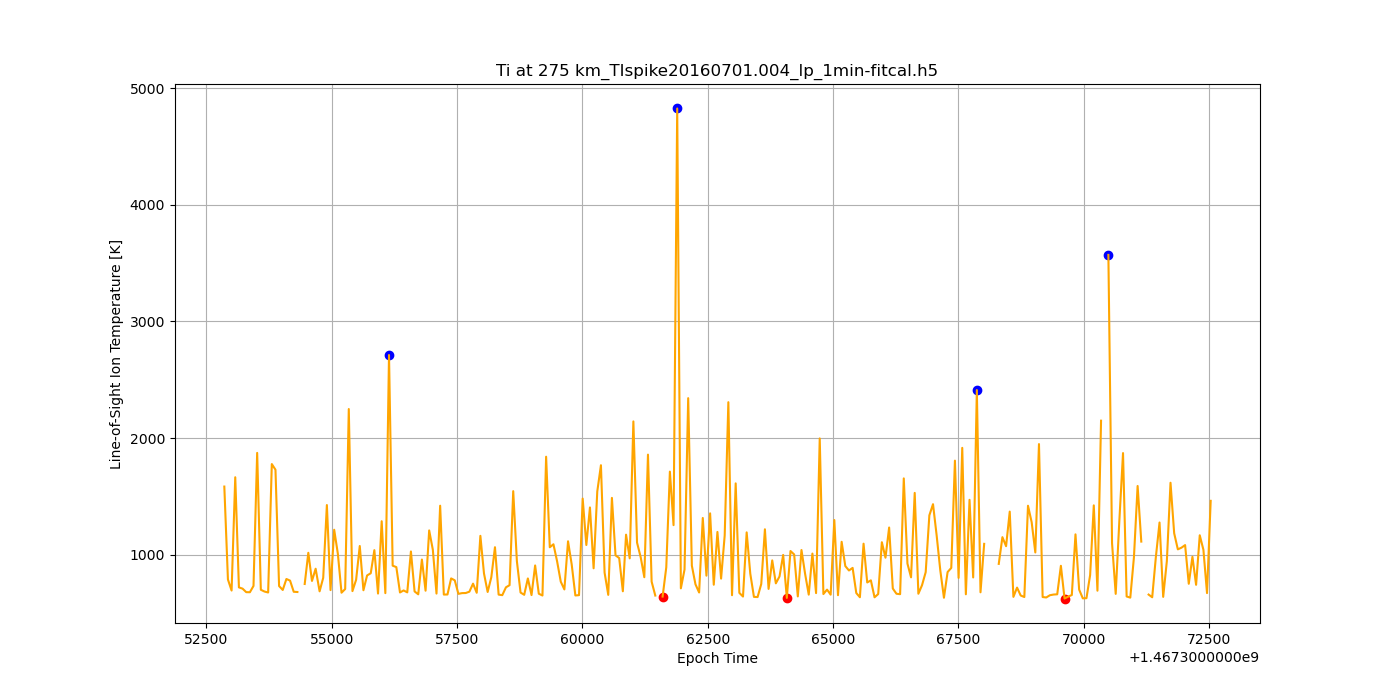 Ti at 275 km_TIspike20160701.004_lp_1min-fitcal.h5
Line-of-Sight Ion Temperature [K]
5000
4000
3000
2000
1000
52500 55000 57500 60000 62500 65000 67500 70000 72500
Epoch Time
+1.4673000000e9